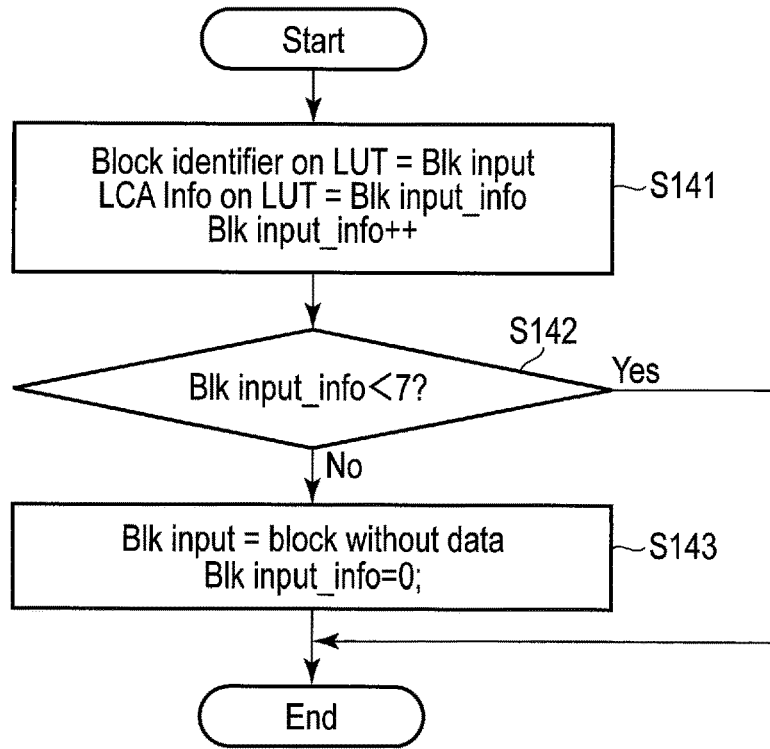 Start
Block identifier on LUT = Blk input
LCA Info on LUT = Blk input_info
Blk input_info++
S141
S142
Blk input_info<7?
Yes
No
Blk input = block without data
Blk input_info=0;
S143
End